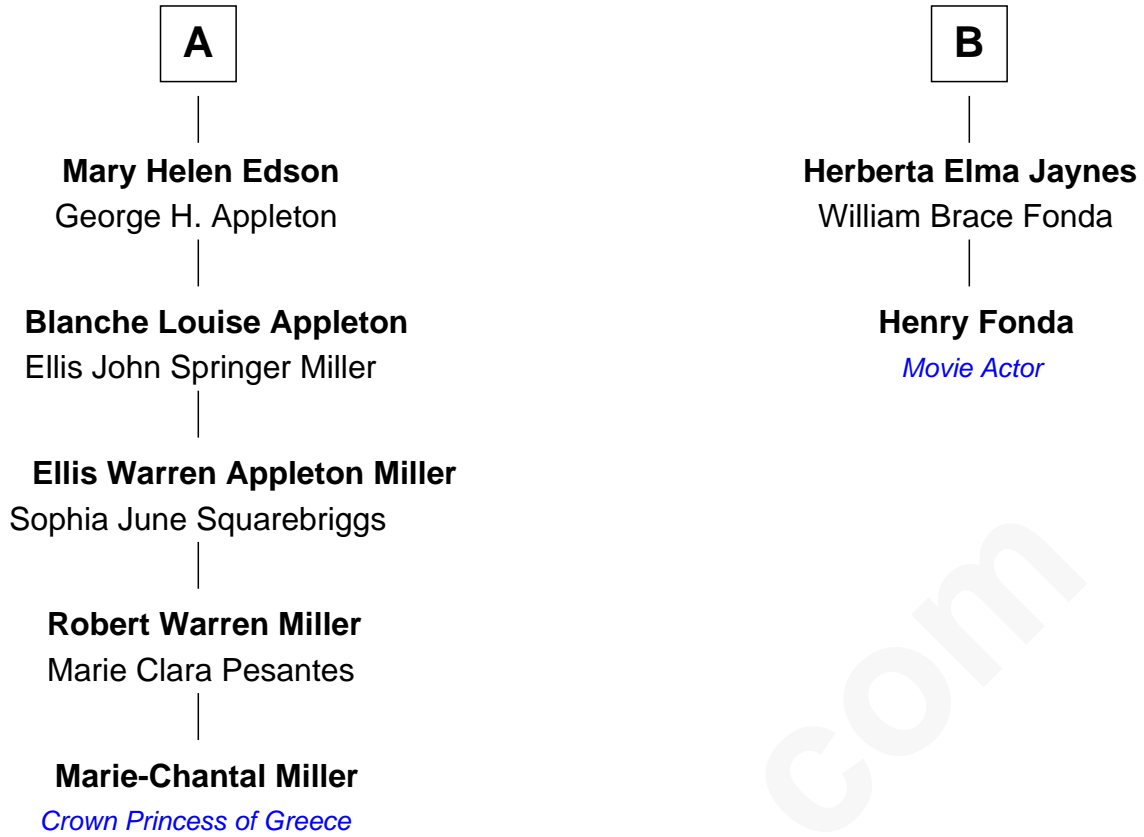 A
Mary Helen Edson
George H. Appleton
Blanche Louise Appleton
Ellis John Springer Miller
Ellis Warren Appleton Miller
Sophia June Squarebriggs
Robert Warren Miller
Marie Clara Pesantes
Marie-Chantal Miller
Crown Princess of Greece
B
Herberta Elma Jaynes
William Brace Fonda
Henry Fonda
Movie Actor
com